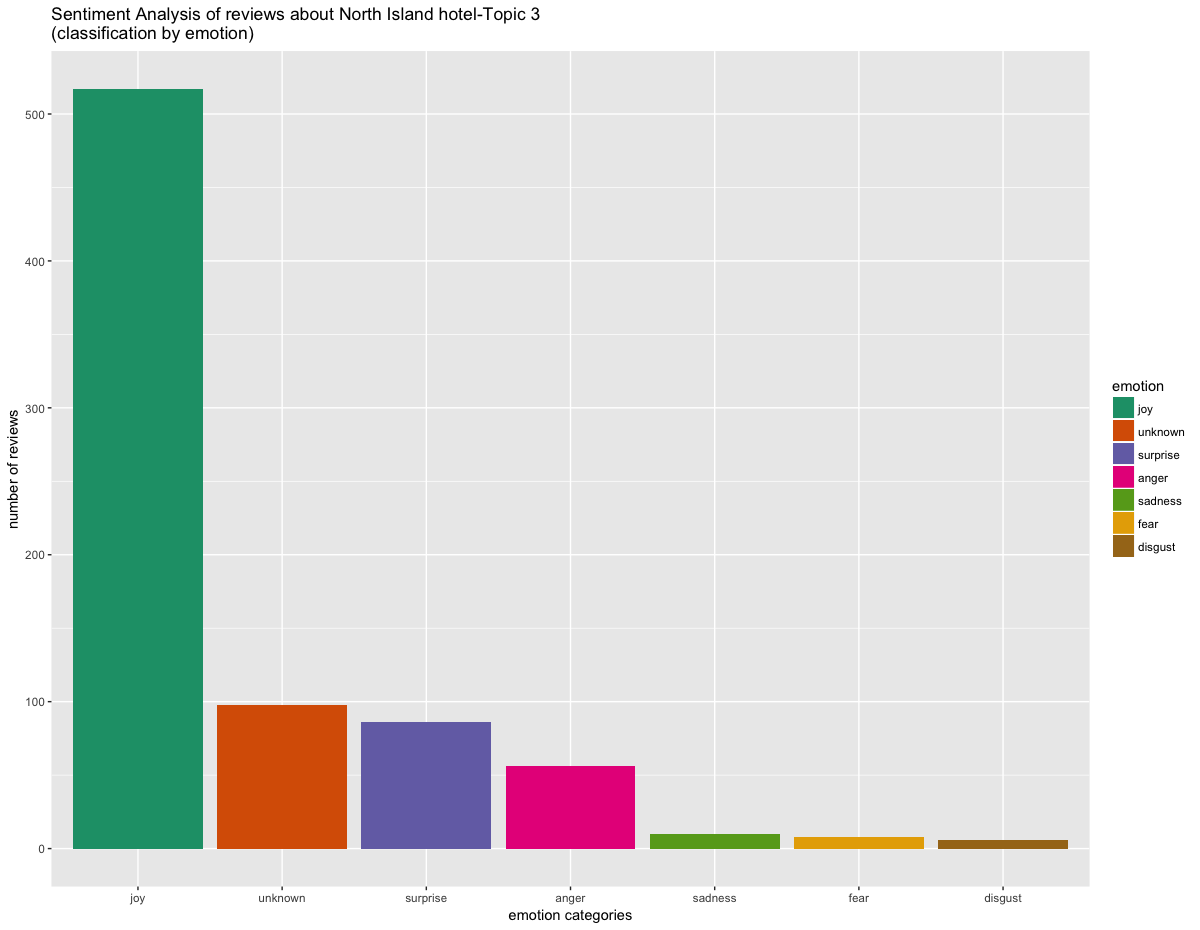 Sentiment Analysis of reviews about North Island hotel-Topic 3
(classification by emotion)
number of reviews
500
400
300
200
100
0
joy
unknown
surprise
anger
sadness
fear
disgust
emotion categories
emotion
joy
unknown
surprise
anger
sadness
fear
disgust